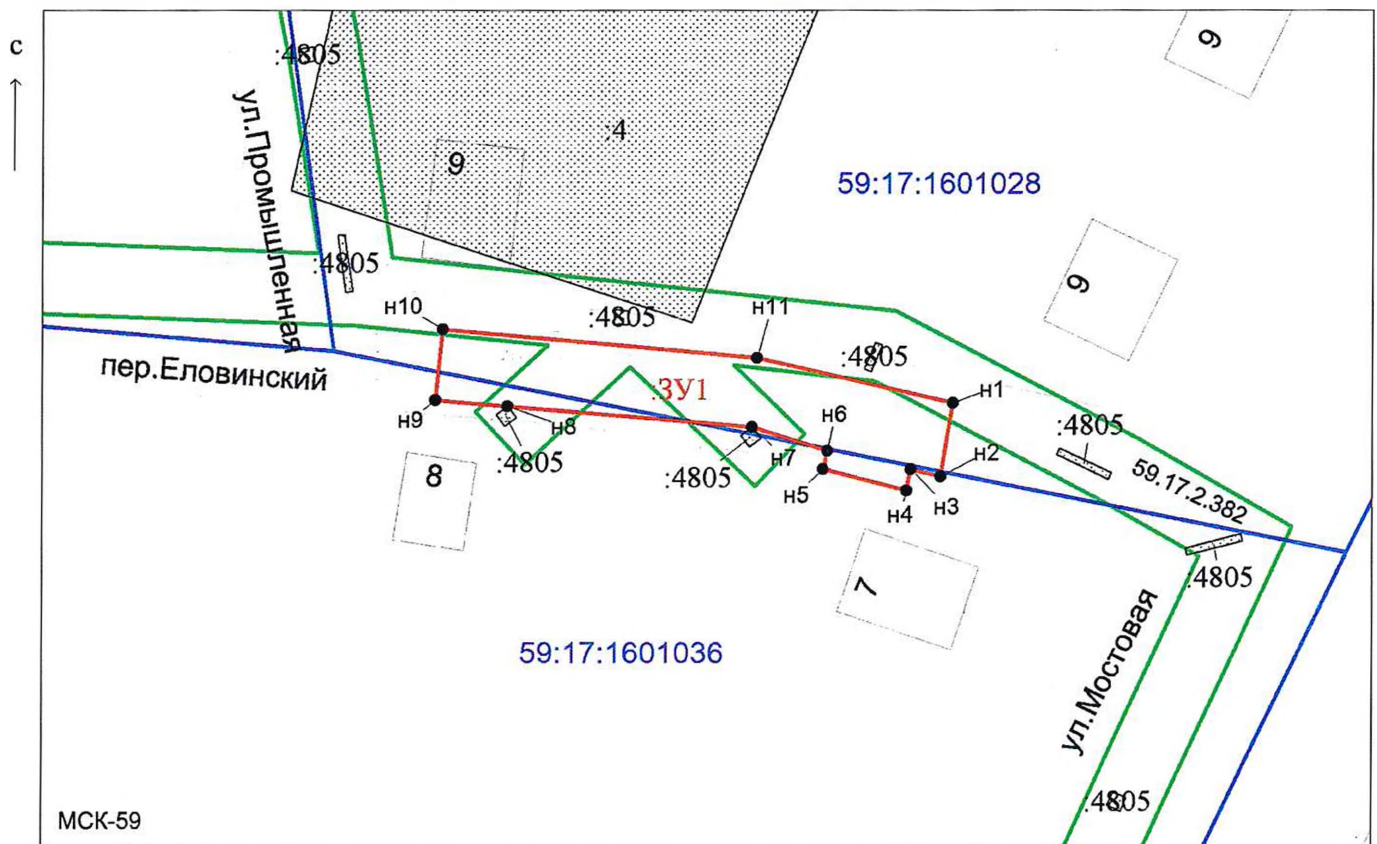 с
:4805
9
ул.Промышленная
:4
9
59:17:1601028
9
:4805
н10
:4805
н11
:4805
пер.Еловинский
:ЗУ1
н1
н9
н8
н6
:4805
н7
н2
:4805
:4805
59.17.2.382
8
н5
н4
н3
:4805
7
59:17:1601036
ул.Мостовая
:4805
МСК-59